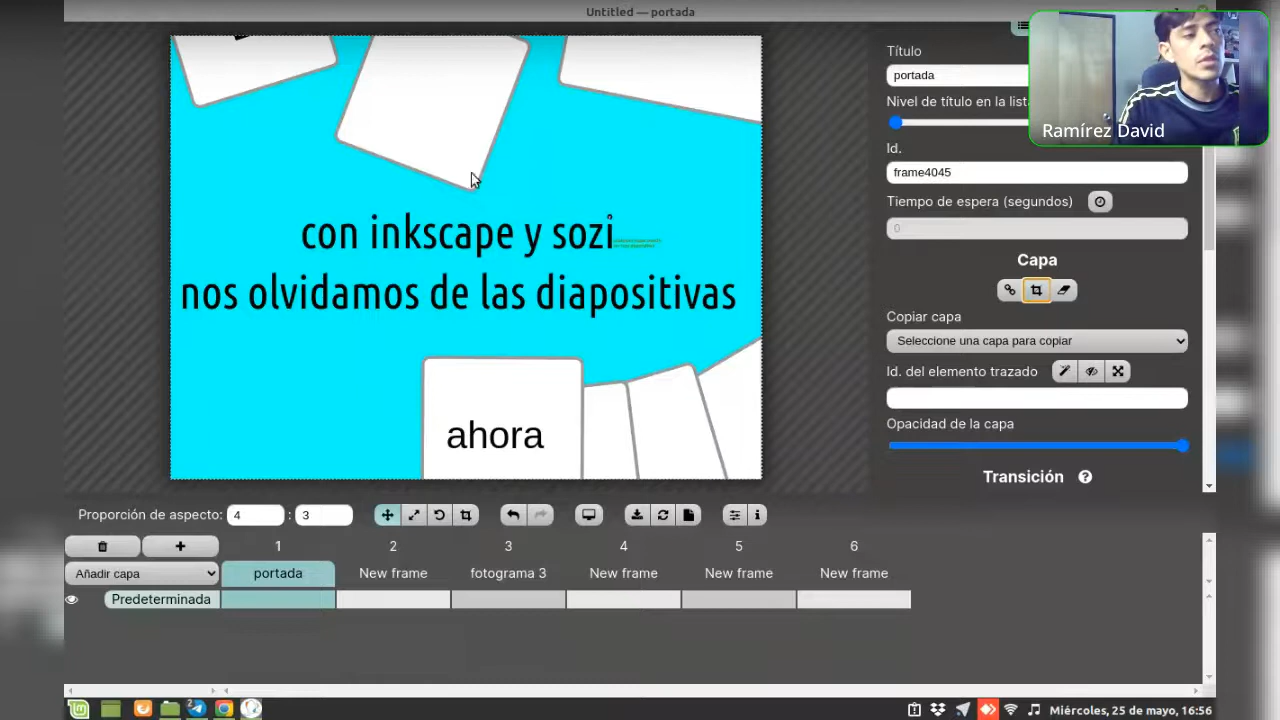 Untitled — portada
Título
portada
Ramírez David
Nivel de título en la lista
Id.
frame4045
Tiempo de espera (segundos)
0
con inkscape y sozi
nos olvidamos de las diapositivas
ahora
Capa
Copiar capa
Seleccione una capa para copiar
Id. del elemento trazado
Opacidad de la capa
Transición
Proporción de aspecto: 4 : 3
1 2 3 4 5 6
Añadir capa portada New frame fotograma 3 New frame New frame New frame
Predeterminada
2
Miércoles, 25 de mayo, 16:56